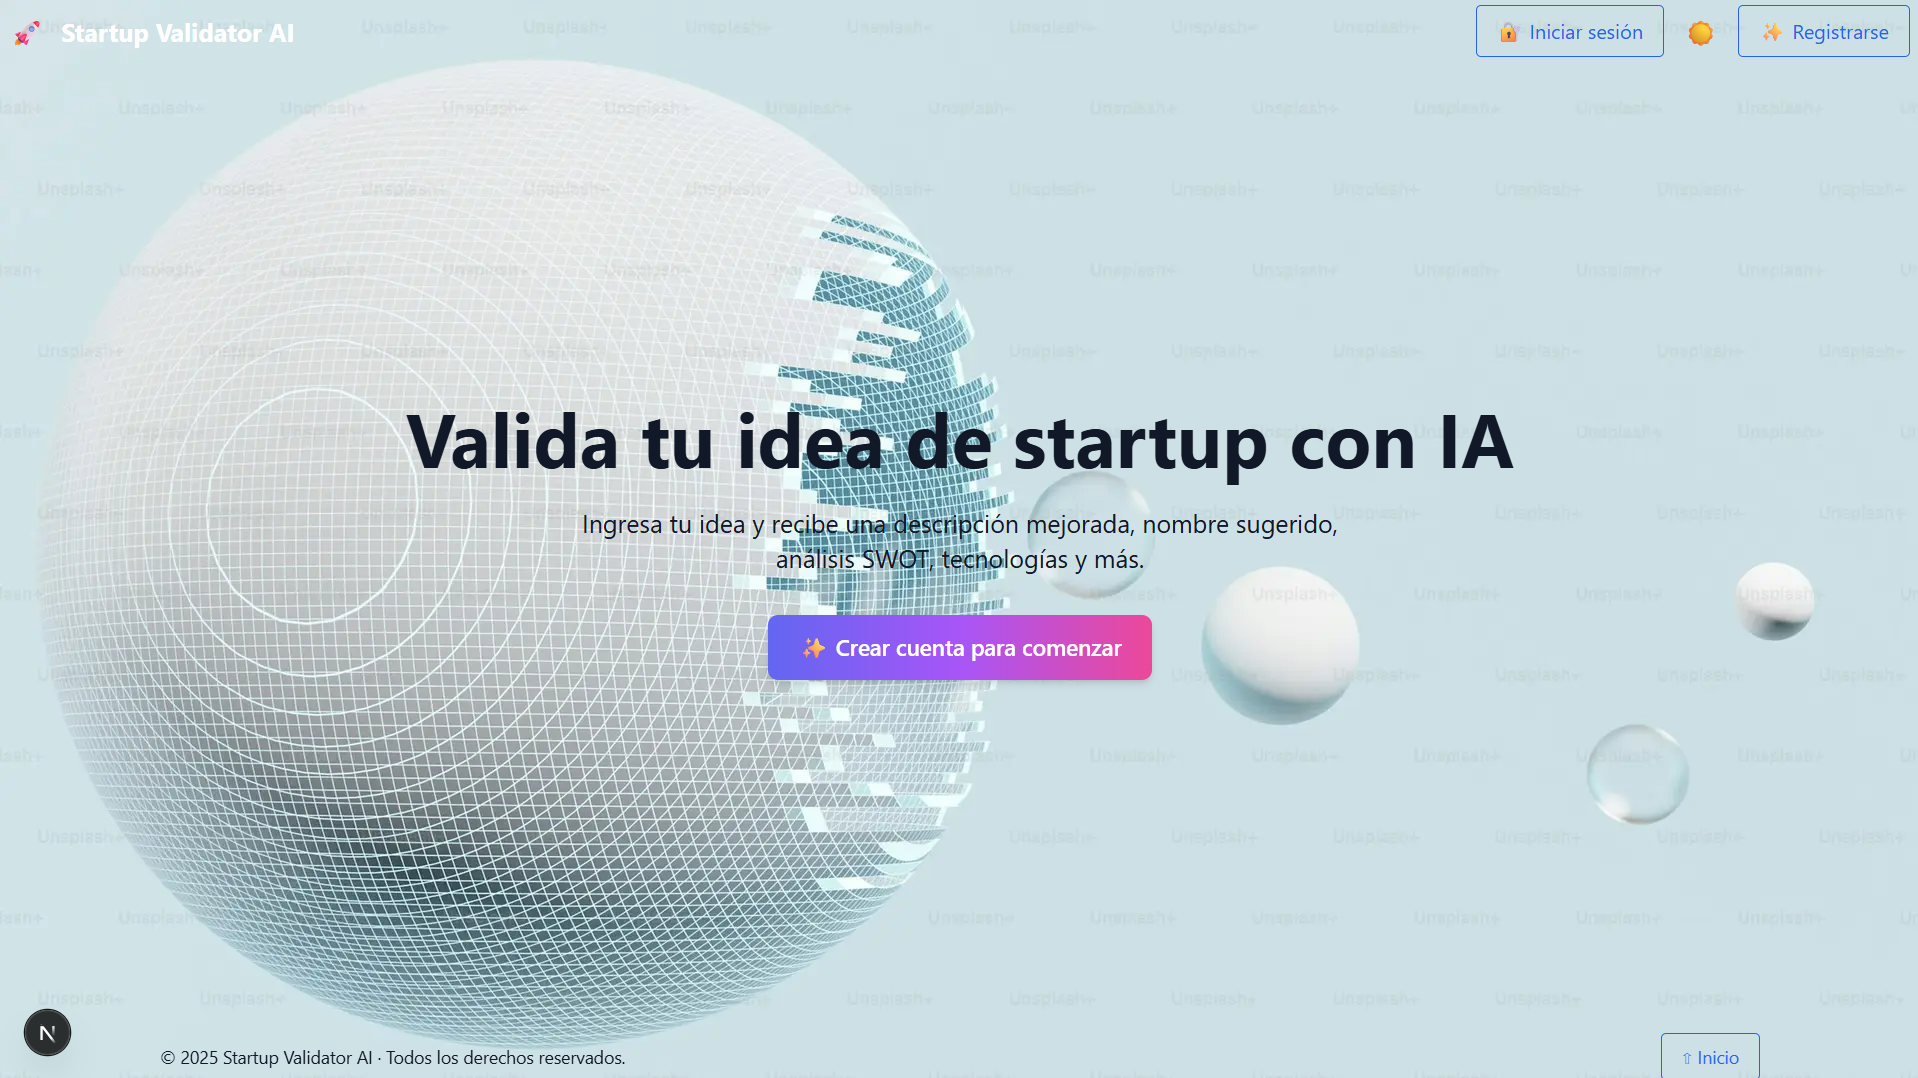 🚀 Startup Validator AI
🔐 Iniciar sesión
✨ Registrarse
Valida tu idea de startup con IA
Ingresa tu idea y recibe una descripción mejorada, nombre sugerido,
análisis SWOT, tecnologías y más.
✨ Crear cuenta para comenzar
N
© 2025 Startup Validator AI · Todos los derechos reservados.
⇧ Inicio
Unsplash+